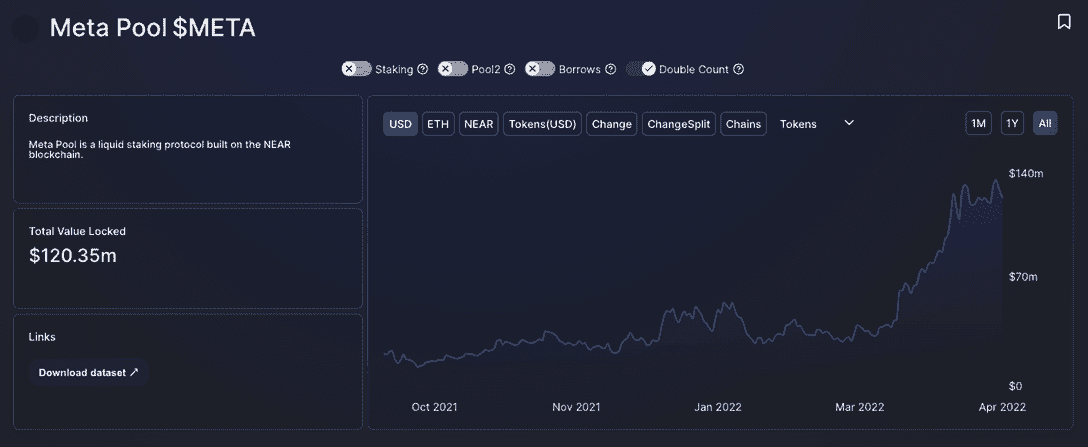 Meta Pool $META
Staking Pool2 Borrows Double Count
Description
Meta Pool is a liquid staking protocol built on the NEAR
blockchain.
Total Value Locked
$120.35m
Links
Download dataset
USD ETH NEAR Tokens(USD) Change ChangeSplit Chains Tokens
1M 1Y All
$140m
$70m
$0
Oct 2021 Nov 2021 Jan 2022 Mar 2022 Apr 2022